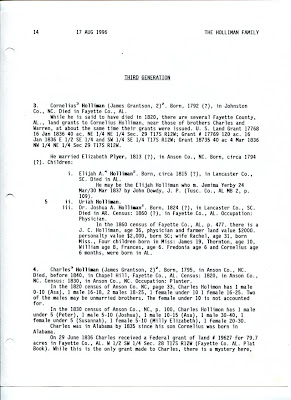 14 17 AUG 1996 THE HOLLIMAN FAMILY
THIRD GENERATION
3. Cornelius³ Holliman (James Grantson, 2)². Born, 1792 (?), in Johnston
Co., NC. Died in Fayette Co., AL.
While he is said to have died in 1820, there are several Fayette County,
AL., land grants to Cornelius Holliman, near those of brothers Charles and
Warren, at about the same time their grants were issued. U. S. Land Grant 17768
16 Jan 1836 40 ac. NE 1/4 NE 1/4 Sec. 29 T17S R12W; Grant # 17769 120 ac. 16
Jan 1836 E 1/2 SE 1/4 SW 1/4 SE 1/4 T17S R12W; Grant 18735 40 ac 4 Mar 1836
NW 1/4 NE 1/4 Sec 29 T17S R12W.
He married Elizabeth Plyer, 1813 (?), in Anson Co., NC. Born, circa 1794
(?). Children:
i. Elijah A.⁴ Holliman. Born, circa 1815 (?), in Lancaster Co.,
SC. Died in AL.
He may be the Elijah Holliman who m. Jemima Yerby 24
Mar/30 Mar 1837 by John Dowdy, J. P. (Tusc. Co., AL MB 2, p.
109).
5 ii. Uriah Holliman.
iii. Dr. Joshua A. Holliman. Born, 1824 (?), in Lancaster Co.,
SC. Died in AR. Census: 1860 (?), in Fayette Co., AL. Occupation:
Physician.
In the 1860 census of Fayette Co., AL, p. 477, there is a
J. C. Holliman, age 36, physician and farmer land value $2000,
personalty value $2,000, born SC; wife Rachel, age 31, born
Miss., Four children born in Miss: James 19, Thornton, age 10,
William age 8, Frances, age 6. Fredonia age 6 and Cornelius age
6 months, were born in AL.
4. Charles³ Holliman (James Grantson, 2)². Born, 1795, in Anson Co., NC.
Died, before 1840, in Chapel Hill, Fayette Co., AL. Census: 1820, in Anson Co.,
NC. Census: 1830, in Anson Co., NC. Occupation: Planter.
In the 1820 census of Anson Co. NC, page 33, Charles Holimon has 1 male
0-10 (Asa), 1 male 16-18, 2 males 18-25, 1 female under 10 1 female 16-25. Two
of the males may be unmarried brothers. The female under 10 is not accounted
for.
In the 1830 census of Anson Co., NC, p. 100, Charles Hollimon has 1 male
under 5 (Peter), 1 male 5-10 (Joshua), 1 male 10-15 (Asa), 1 male 30-40, 1
female under 5 (Susannah), 1 female 5-10 (Milly Elizabeth), 1 female 20-30.
Charles was in Alabama by 1835 since his son Cornelius was born in
Alabama.
On 29 June 1836 Charles received a Federal grant of land # 19627 for 79.7
acres in Fayette Co., AL. W 1/2 SW 1/4 Sec. 28 T17S R12W (Fayette Co. AL Plat
Book). While this is the only grant made to Charles, there is a mystery here,